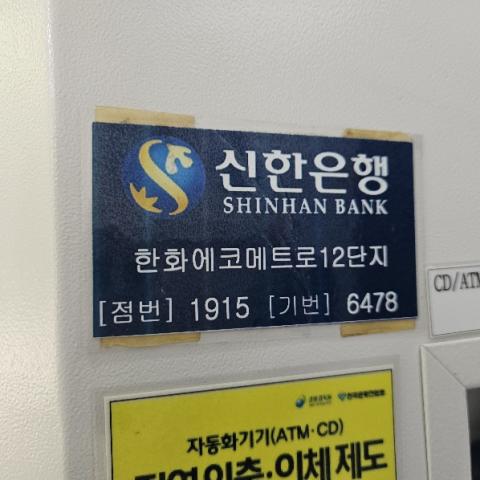 신한은행
SHINHAN BANK
한화에코메트로12단지
[점번] 1915 [기번] 6478
CD/ATM
자동화기기(ATM·CD)
지연인출·이체 제도